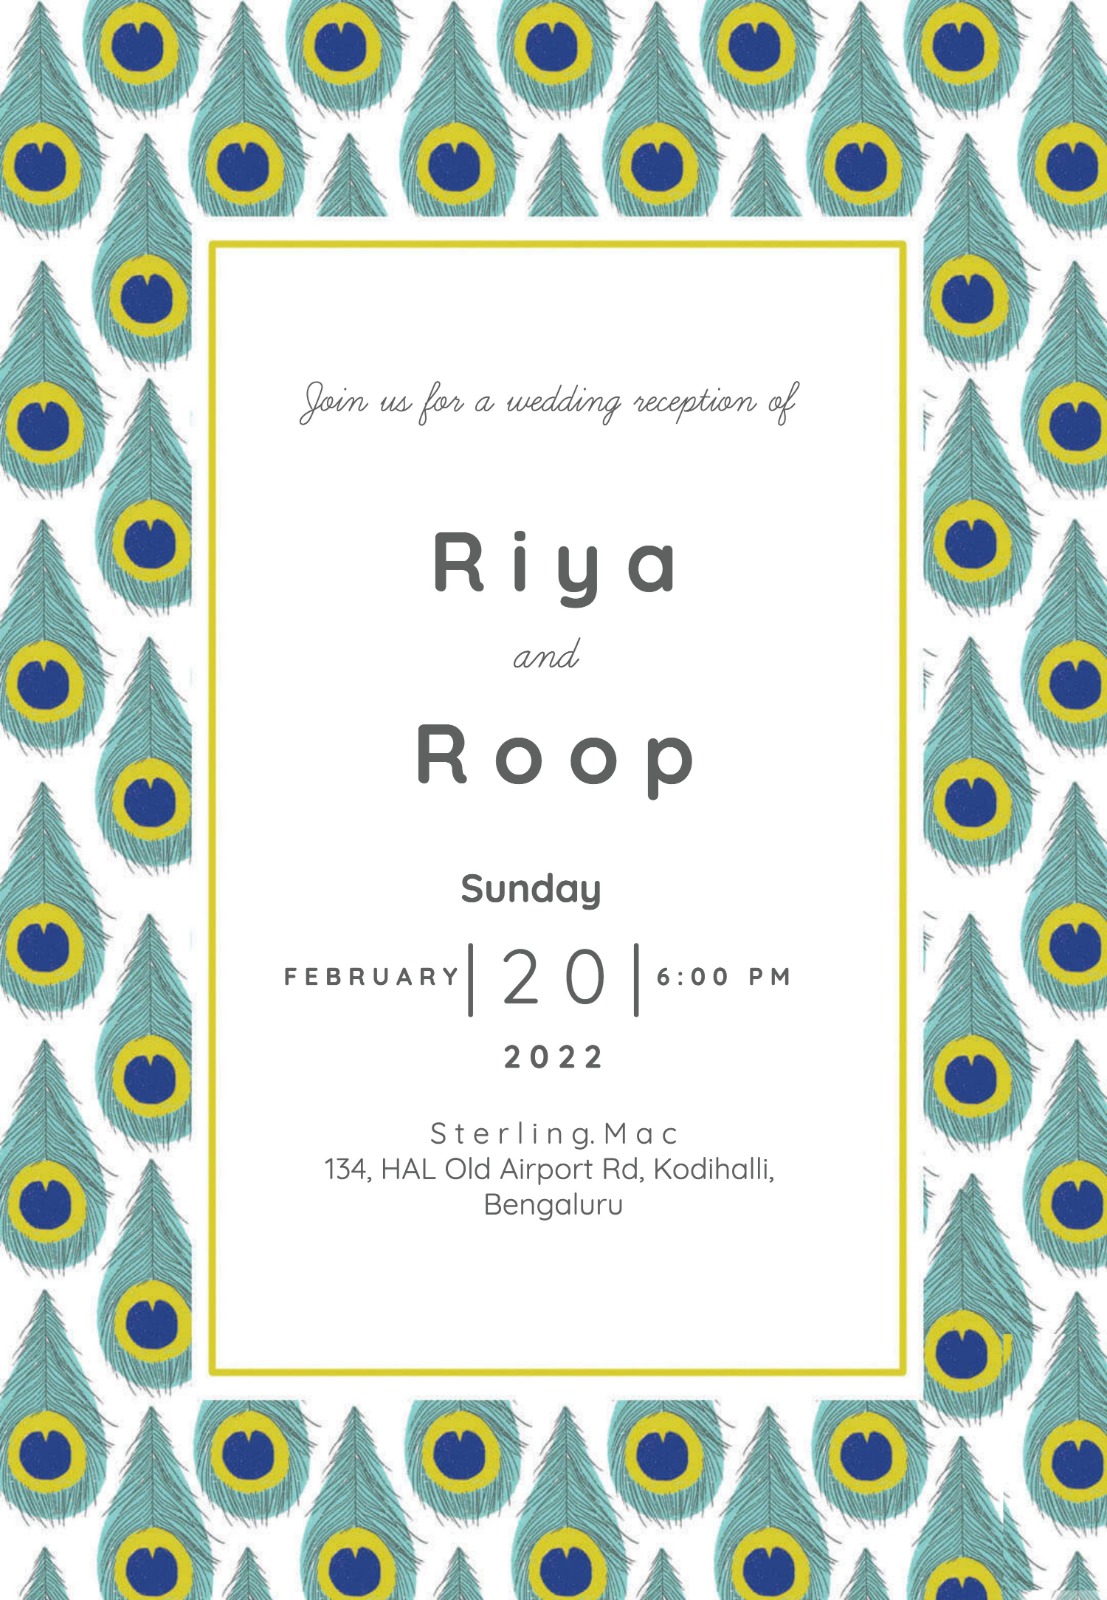 Join us for a wedding reception of
Riya
and
Roop
Sunday
FEBRUARY | 20 | 6:00 PM
2022
Sterling.Mac
134, HAL Old Airport Rd, Kodihalli,
Bengaluru